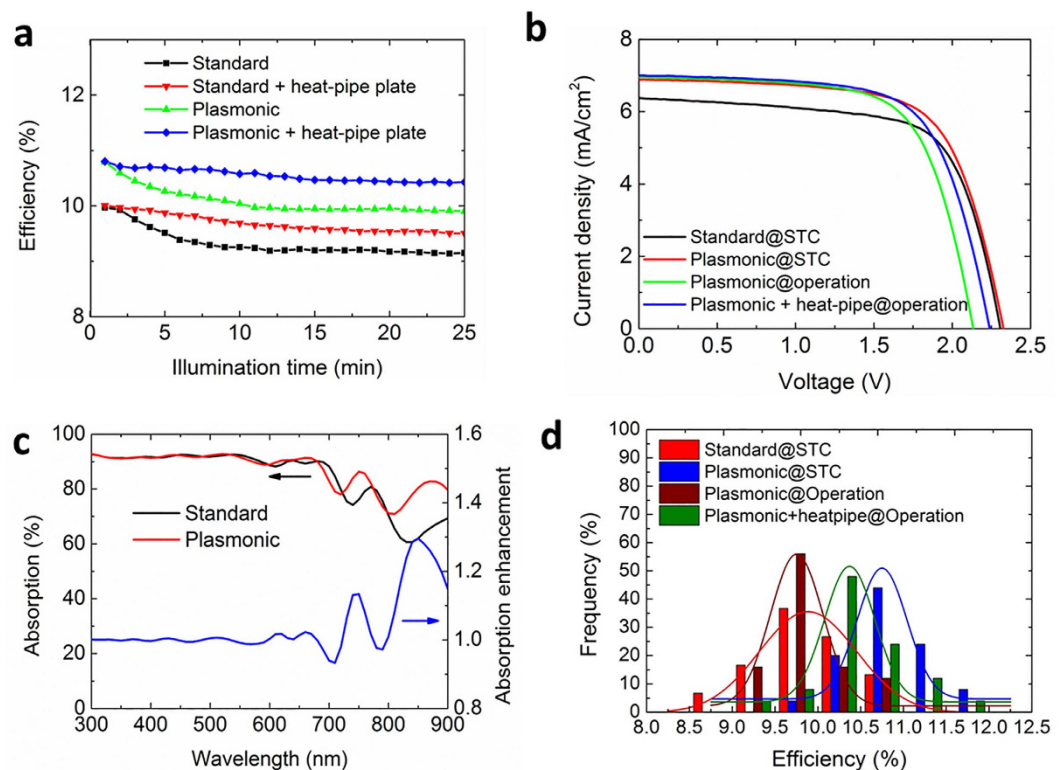 a
Efficiency (%)
12
10
8
0
5
10
15
20
25
Illumination time (min)
Standard
Standard + heat-pipe plate
Plasmonic
Plasmonic + heat-pipe plate
b
Current density (mA/cm²)
8
6
4
2
0
0.0
0.5
1.0
1.5
2.0
2.5
Voltage (V)
Standard@STC
Plasmonic@STC
Plasmonic@operation
Plasmonic + heat-pipe@operation
c
Absorption (%)
100
80
60
40
20
0
300
400
500
600
700
800
900
Wavelength (nm)
Standard
Plasmonic
1.6
1.4
1.2
1.0
0.8
Absorption enhancement
d
Frequency (%)
100
90
80
70
60
50
40
30
20
10
0
8.0
8.5
9.0
9.5
10.0
10.5
11.0
11.5
12.0
12.5
Efficiency (%)
Standard@STC
Plasmonic@STC
Plasmonic@Operation
Plasmonic+heatpipe@Operation